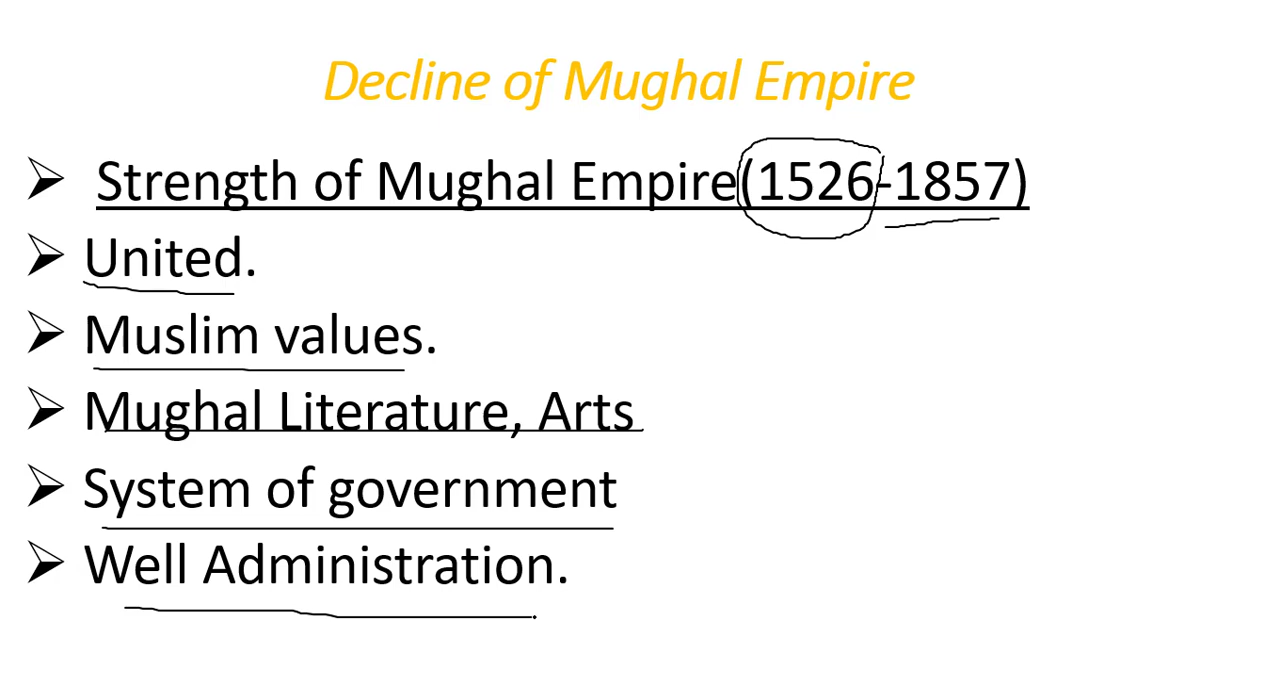 Decline of Mughal Empire
➢ Strength of Mughal Empire(1526-1857)
➢ United.
➢ Muslim values.
➢ Mughal Literature, Arts
➢ System of government
➢ Well Administration.